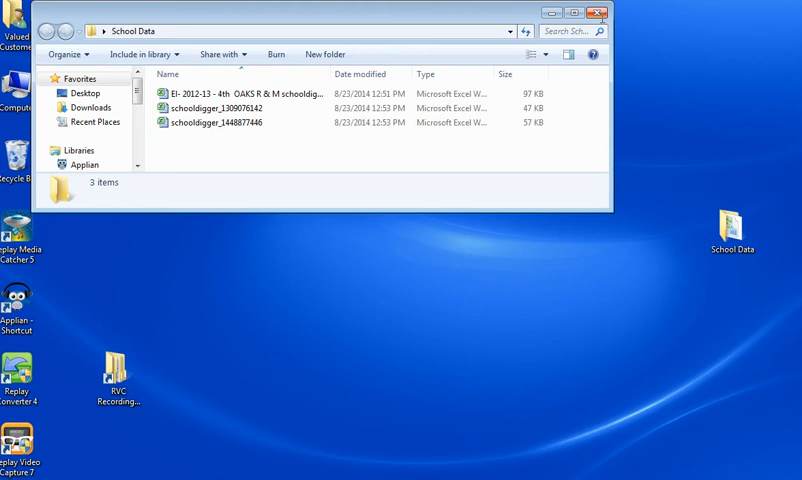 School Data
Search Sch...
Organize
Include in library
Share with
Burn
New folder
Favorites
Desktop
Downloads
Recent Places
Libraries
Applian
Name
Date modified
Type
Size
EI- 2012-13 - 4th OAKS R & M schooldig...
8/23/2014 12:51 PM
Microsoft Excel W...
97 KB
schooldigger_1309076142
8/23/2014 12:53 PM
Microsoft Excel W...
47 KB
schooldigger_1448877446
8/23/2014 12:53 PM
Microsoft Excel W...
57 KB
3 items
Valued
Custome
Compute
Recycle B
eplay Media
Catcher 5
Applian -
Shortcut
Replay
Converter 4
eplay Video
Capture 7
RVC
Recording...
School Data